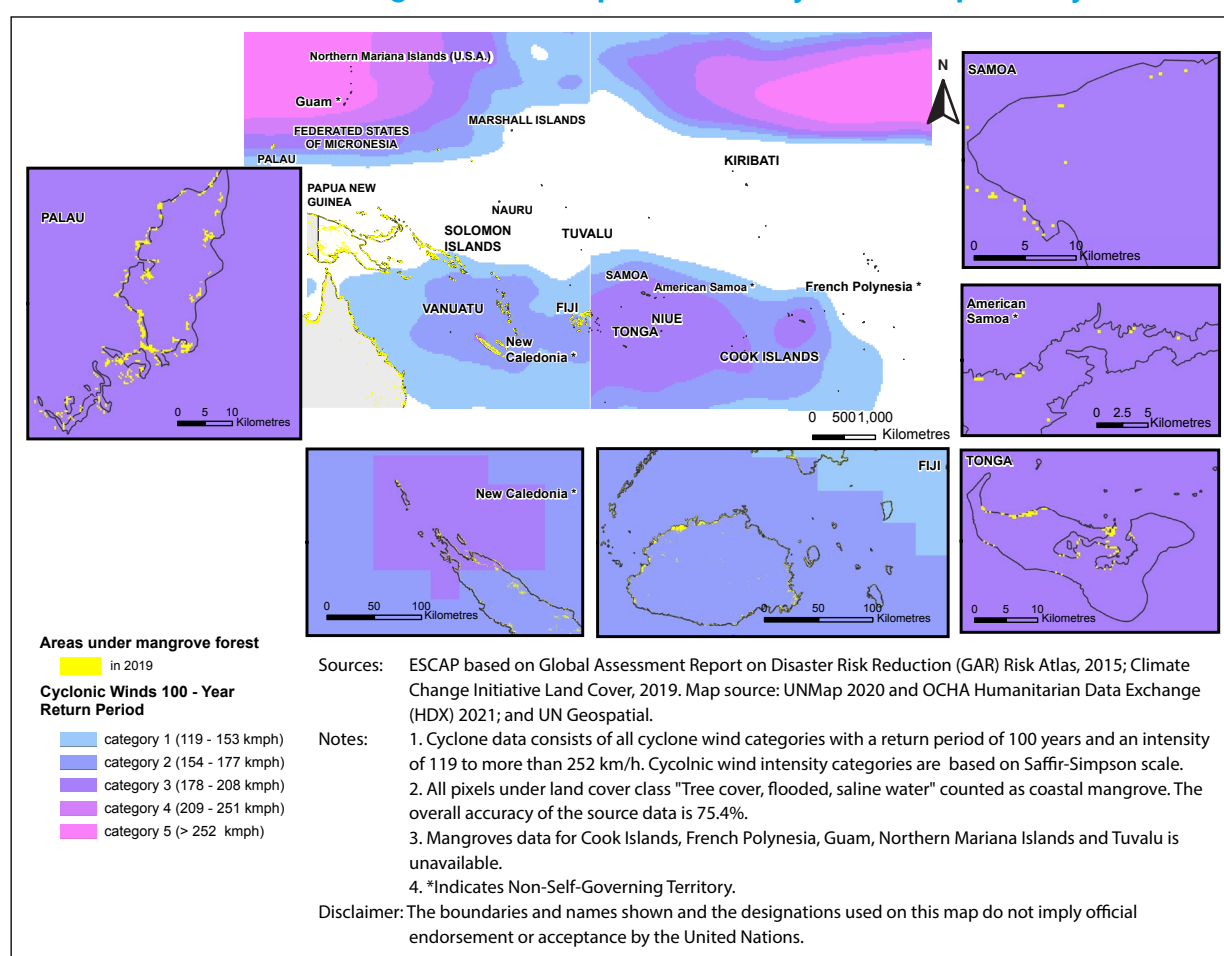 Northern Mariana Islands (U.S.A.)
Guam *
FEDERATED STATES
OF MICRONESIA
MARSHALL ISLANDS
PALAU
KIRIBATI
PAPUA NEW
GUINEA
NAURU
SOLOMON
ISLANDS
TUVALU
SAMOA
American Samoa *
French Polynesia *
VANUATU
FIJI
NIUE
TONGA
New
Caledonia *
COOK ISLANDS
0 5001,000
Kilometres
N
PALAU
0 5 10
Kilometres
SAMOA
0 5 10
Kilometres
American
Samoa *
0 2.5 5
Kilometres
New Caledonia *
0 50 100
Kilometres
FIJI
0 50 100
Kilometres
TONGA
0 5 10
Kilometres
Areas under mangrove forest
in 2019
Cyclonic Winds 100 - Year
Return Period
category 1 (119 - 153 kmph)
category 2 (154 - 177 kmph)
category 3 (178 - 208 kmph)
category 4 (209 - 251 kmph)
category 5 (> 252 kmph)
Sources: ESCAP based on Global Assessment Report on Disaster Risk Reduction (GAR) Risk Atlas, 2015; Climate
Change Initiative Land Cover, 2019. Map source: UNMap 2020 and OCHA Humanitarian Data Exchange
(HDX) 2021; and UN Geospatial.
Notes: 1. Cyclone data consists of all cyclone wind categories with a return period of 100 years and an intensity
of 119 to more than 252 km/h. Cycolnic wind intensity categories are based on Saffir-Simpson scale.
2. All pixels under land cover class "Tree cover, flooded, saline water" counted as coastal mangrove. The
overall accuracy of the source data is 75.4%.
3. Mangroves data for Cook Islands, French Polynesia, Guam, Northern Mariana Islands and Tuvalu is
unavailable.
4. *Indicates Non-Self-Governing Territory.
Disclaimer: The boundaries and names shown and the designations used on this map do not imply official
endorsement or acceptance by the United Nations.